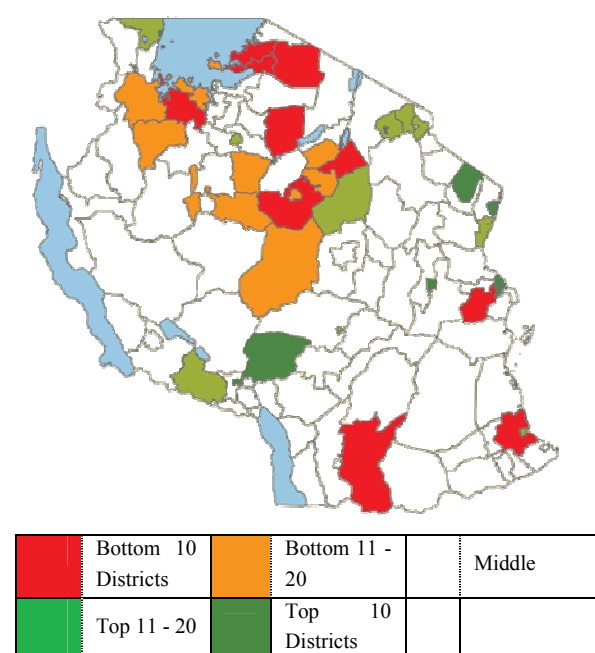 Bottom 10
Districts
Bottom 11 -
20
Middle
Top 11 - 20
Top 10
Districts